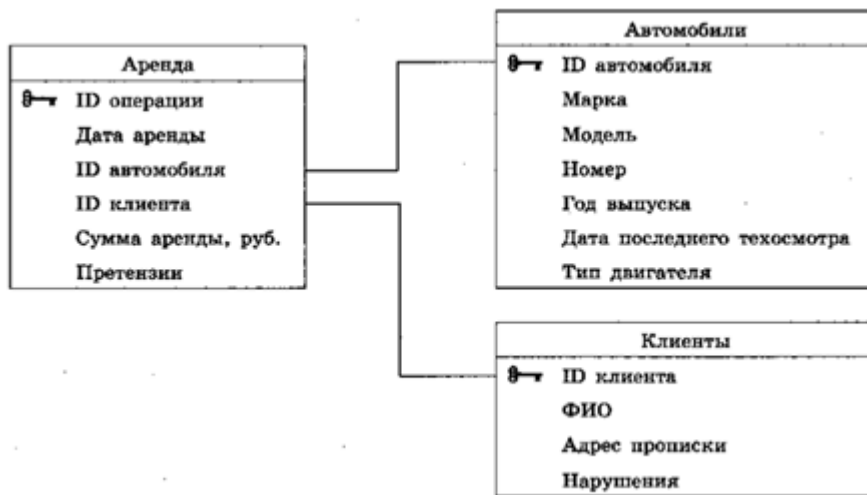 Аренда
ID операции
Дата аренды
ID автомобиля
ID клиента
Сумма аренды, руб.
Претензии
Автомобили
ID автомобиля
Марка
Модель
Номер
Год выпуска
Дата последнего техосмотра
Тип двигателя
Клиенты
ID клиента
ФИО
Адрес прописки
Нарушения